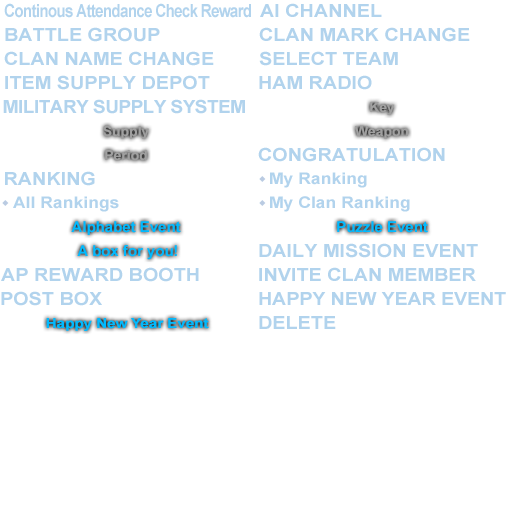 Continous Attendance Check Reward AI CHANNEL
BATTLE GROUP CLAN MARK CHANGE
CLAN NAME CHANGE SELECT TEAM
ITEM SUPPLY DEPOT HAM RADIO
MILITARY SUPPLY SYSTEM Key
Supply Weapon
Period CONGRATULATION
RANKING • My Ranking
• All Rankings • My Clan Ranking
Alphabet Event Puzzle Event
A box for you! DAILY MISSION EVENT
AP REWARD BOOTH INVITE CLAN MEMBER
POST BOX HAPPY NEW YEAR EVENT
Happy New Year Event DELETE